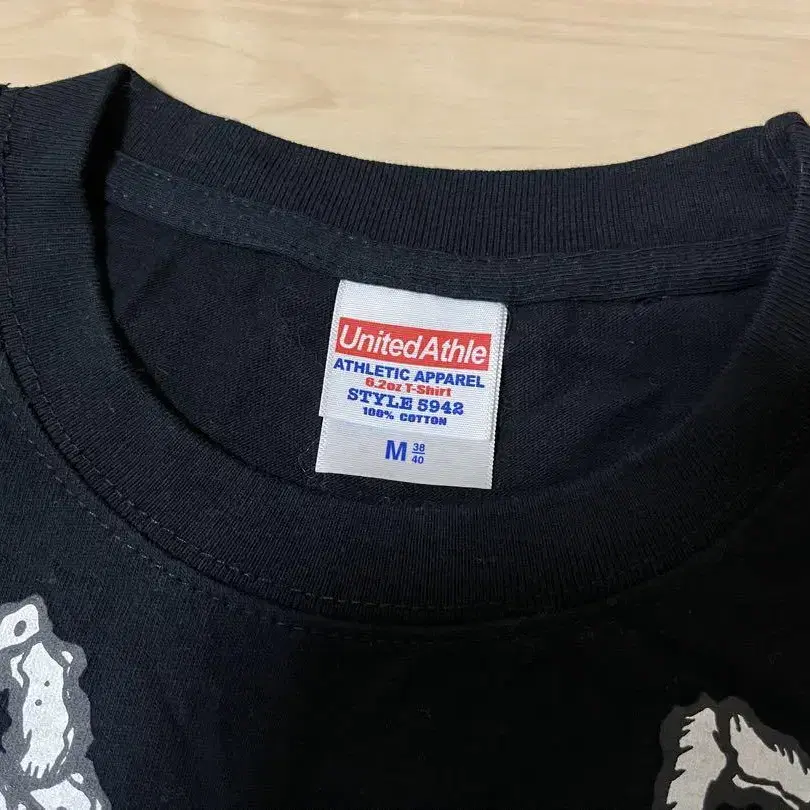 UnitedAthle
ATHLETIC APPAREL
6.2oz T-Shirt
STYLE 5942
100% COTTON
M 38/40